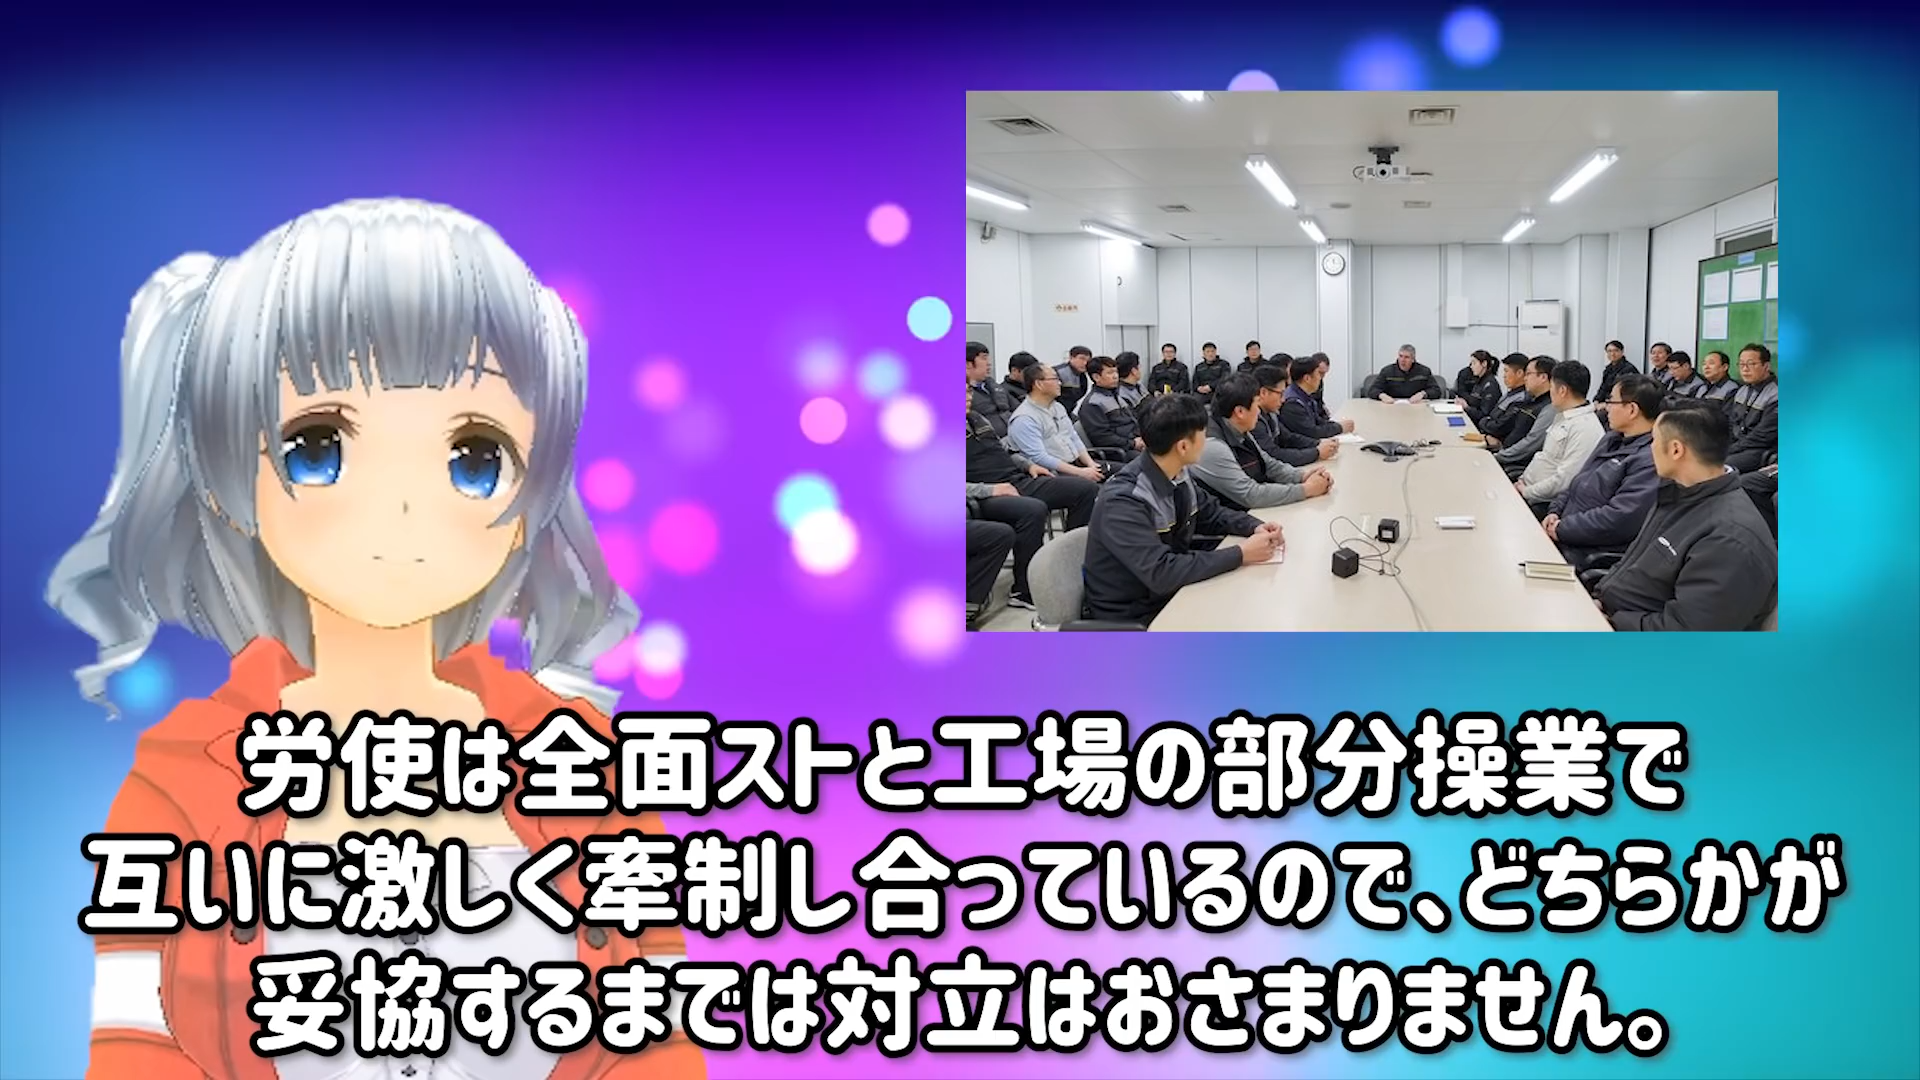 労使は全面ストと工場の部分操業で
互いに激しく牽制し合っているので、どちらかが
妥協するまでは対立はおさまりません。